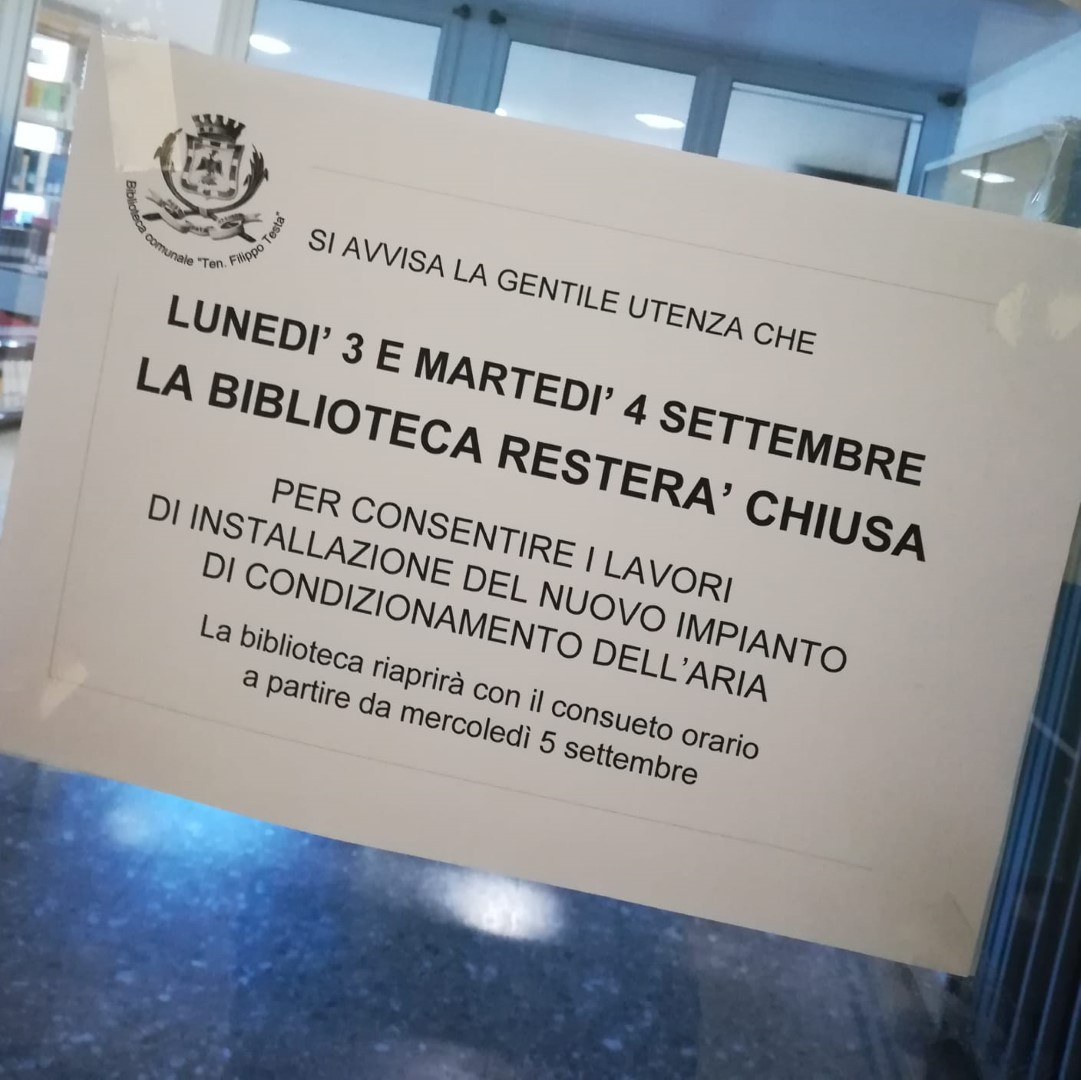 Biblioteca comunale "Ten. Filippo Testa"
SI AVVISA LA GENTILE UTENZA CHE
LUNEDI’ 3 E MARTEDI’ 4 SETTEMBRE
LA BIBLIOTECA RESTERA’ CHIUSA
PER CONSENTIRE I LAVORI
DI INSTALLAZIONE DEL NUOVO IMPIANTO
DI CONDIZIONAMENTO DELL’ARIA
La biblioteca riaprirà con il consueto orario
a partire da mercoledì 5 settembre